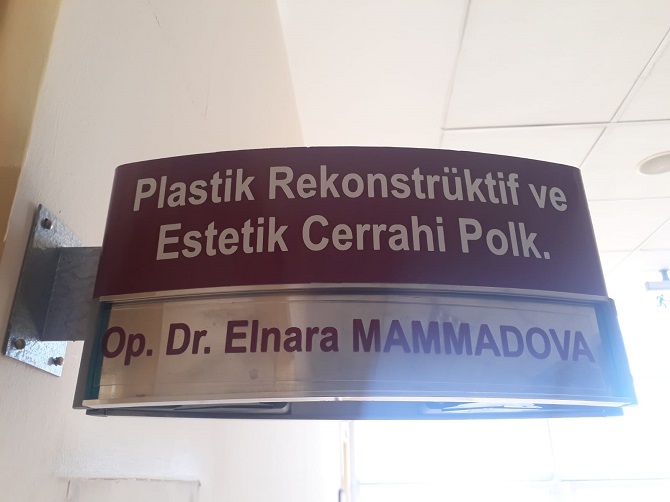 Plastik Rekonstrüktif ve
Estetik Cerrahi Polk.
Op. Dr. Elnara MAMMADOVA